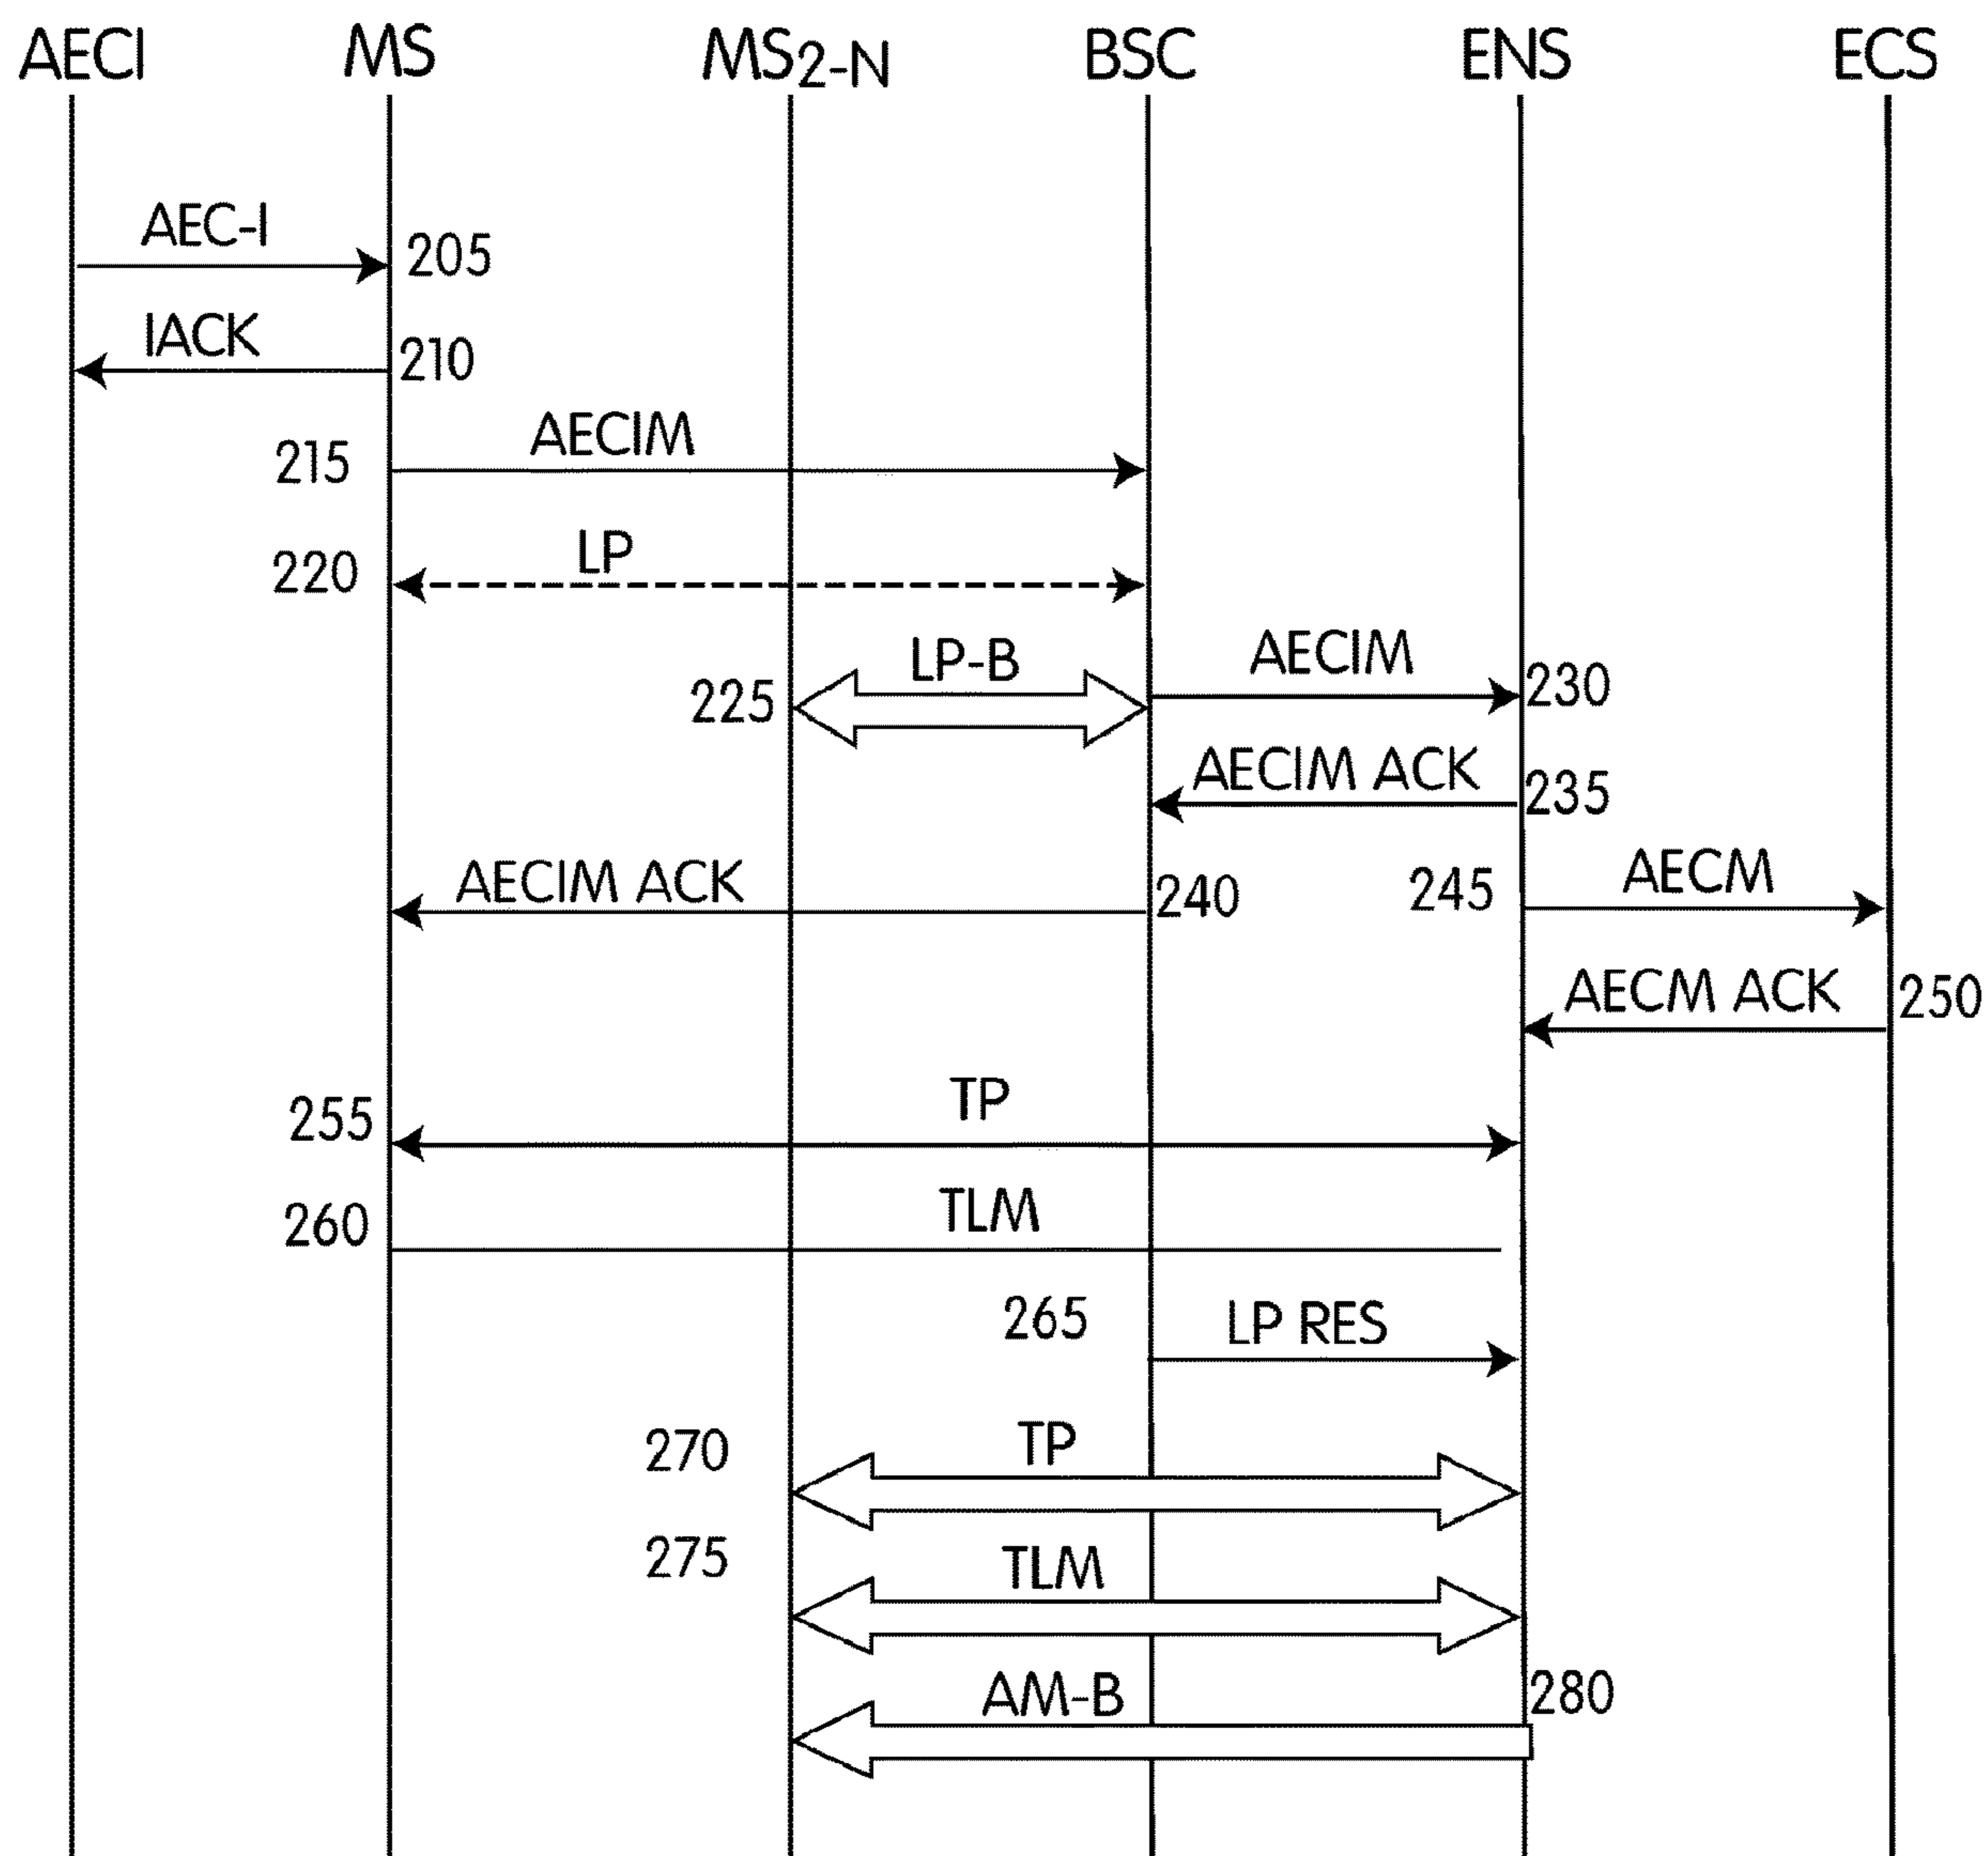 AECI MS MS2-N BSC ENS ECS
AEC-I
205
IACK
210
AECIM
215
LP
220
LP-B
225
AECIM
230
AECIM ACK
235
AECIM ACK
240
245
AECM
AECM ACK
250
TP
255
TLM
260
265
LP RES
TP
270
TLM
275
AM-B
280